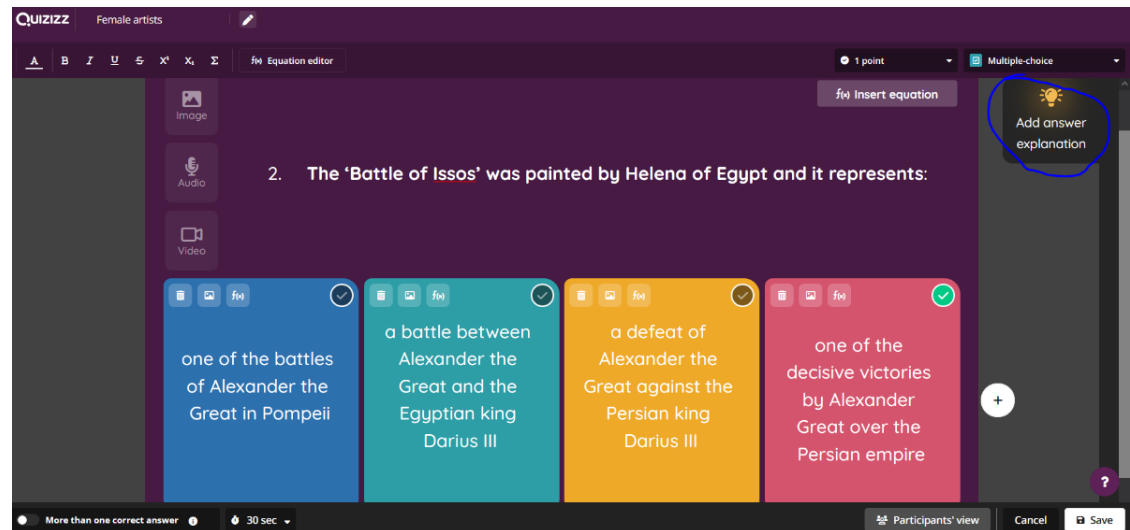 QUIZIZZ Female artists
A B I U S X² X₁ Σ f(x) Equation editor 1 point Multiple-choice
Image
Audio
Video
f(x) Insert equation
Add answer
explanation
2. The ‘Battle of Issos’ was painted by Helena of Egypt and it represents:
f(x)
one of the battles
of Alexander the
Great in Pompeii
f(x)
a battle between
Alexander the
Great and the
Egyptian king
Darius III
f(x)
a defeat of
Alexander the
Great against the
Persian king
Darius III
f(x)
one of the
decisive victories
by Alexander
Great over the
Persian empire
+
?
More than one correct answer 30 sec Participants' view Cancel Save